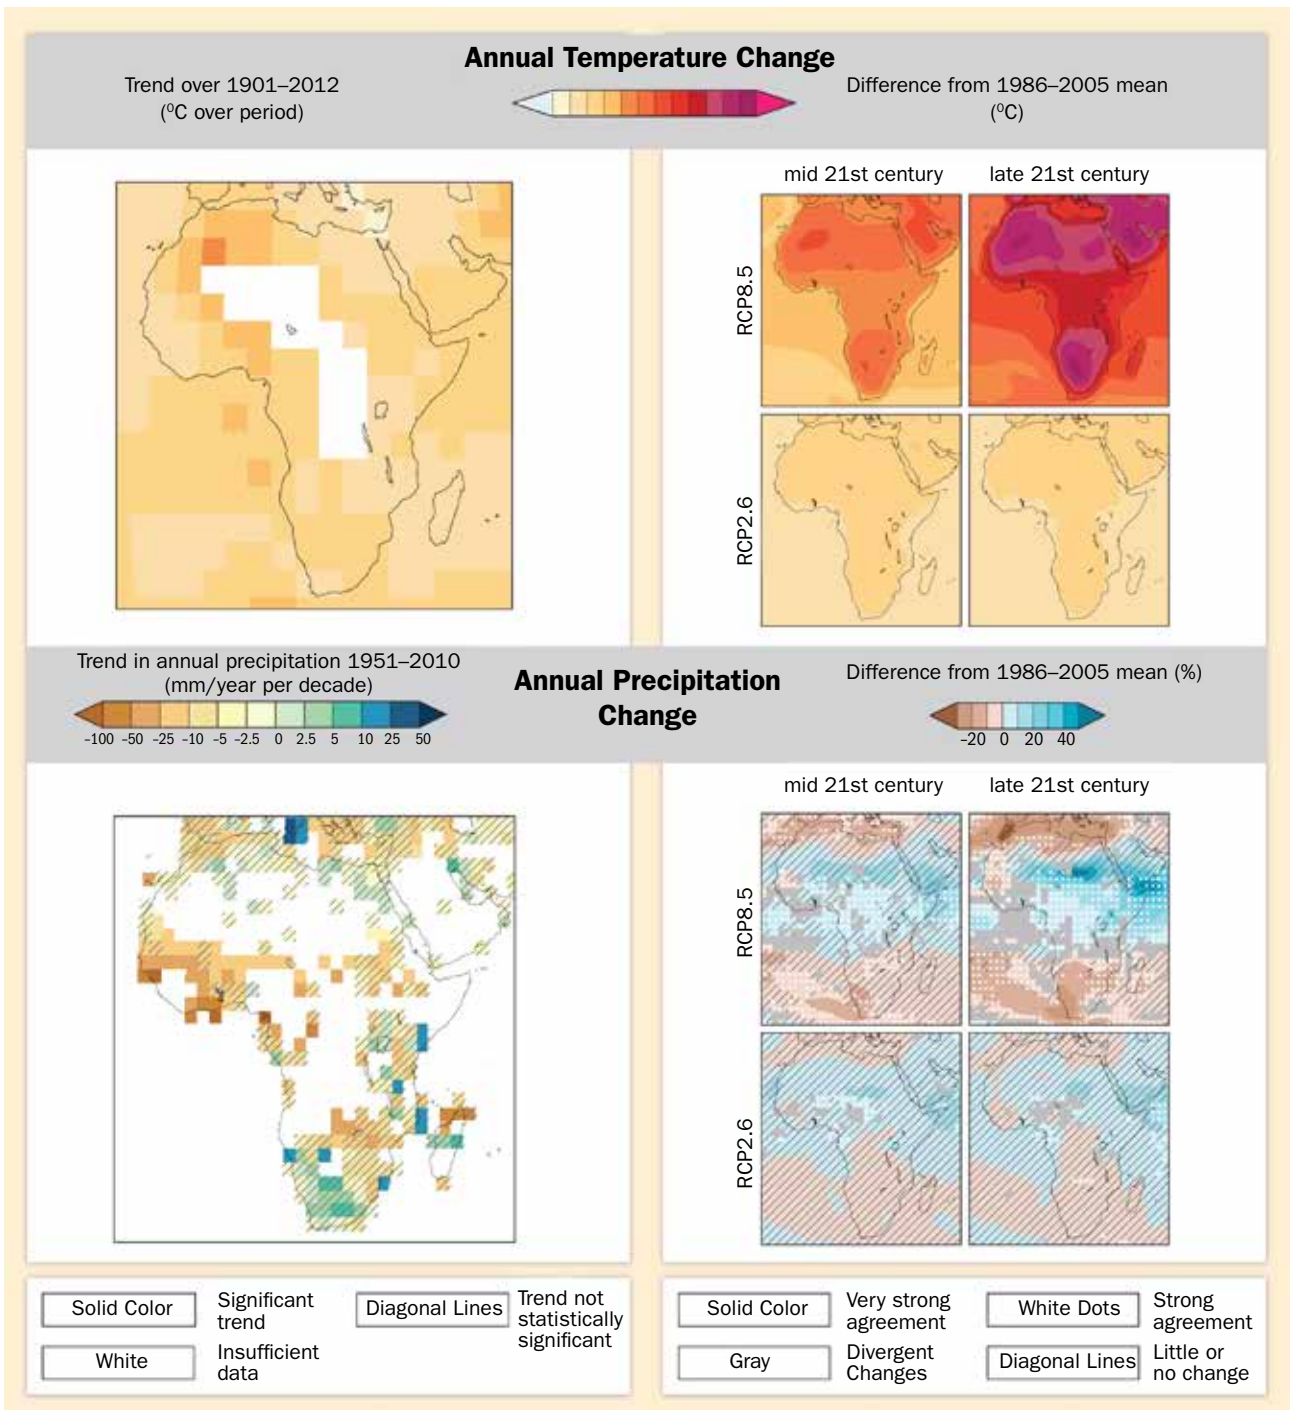 Annual Temperature Change
Trend over 1901–2012
(⁰C over period)
Difference from 1986–2005 mean
(⁰C)
mid 21st century
late 21st century
RCP8.5
RCP2.6
Trend in annual precipitation 1951–2010
(mm/year per decade)
-100 -50 -25 -10 -5 -2.5 0 2.5 5 10 25 50
Annual Precipitation
Change
Difference from 1986–2005 mean (%)
-20 0 20 40
mid 21st century
late 21st century
RCP8.5
RCP2.6
Solid Color
Significant
trend
Diagonal Lines
Trend not
statistically
significant
White
Insufficient
data
Solid Color
Very strong
agreement
White Dots
Strong
agreement
Gray
Divergent
Changes
Diagonal Lines
Little or
no change